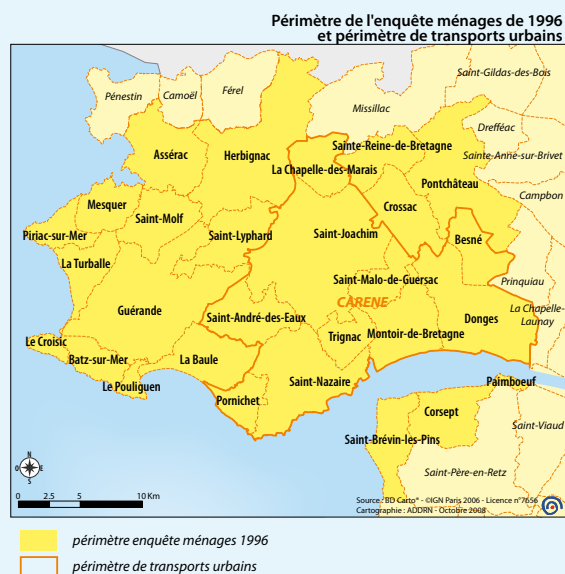 Périmètre de l'enquête ménages de 1996
et périmètre de transports urbains
Saint-Gildas-des-Bois
Pénestin
Camoël
Férel
Missillac
Drefféac
Sainte-Reine-de-Bretagne
Assérac
Herbignac
Sainte-Anne-sur-Brivet
La Chapelle-des-Marais
Pontchâteau
Campbon
Mesquer
Crossac
Saint-Molf
Piriac-sur-Mer
Saint-Lyphard
Saint-Joachim
Besné
La Turballe
Saint-Malo-de-Guersac
Prinquiau
CARENE
Guérande
Saint-André-des-Eaux
La Chapelle-
Launay
Donges
Le Croisic
Trignac
Montoir-de-Bretagne
Batz-sur-Mer
La Baule
Le Pouliguen
Saint-Nazaire
Paimboeuf
Pornichet
Corsept
Saint-Viaud
Saint-Brévin-les-Pins
N
O
E
S
Saint-Père-en-Retz
0 2.5 5 10 Km
Source : BD Carto® - ©IGN Paris 2006 - Licence n°7656
Cartographie : ADDRN - Octobre 2008
périmètre enquête ménages 1996
périmètre de transports urbains